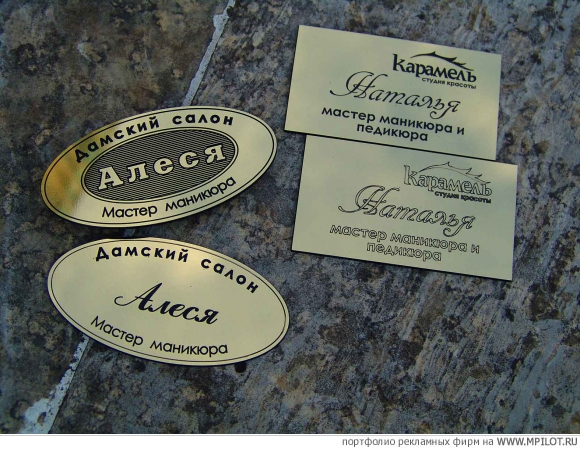 Дамский салон
Алеся
Мастер маникюра
Дамский салон
Алеся
Мастер маникюра
Карамель
студия красоты
Наталья
мастер маникюра и
педикюра
Карамель
студия красоты
Наталья
мастер маникюра и
педикюра
портфолио рекламных фирм на WWW.MPILOT.RU